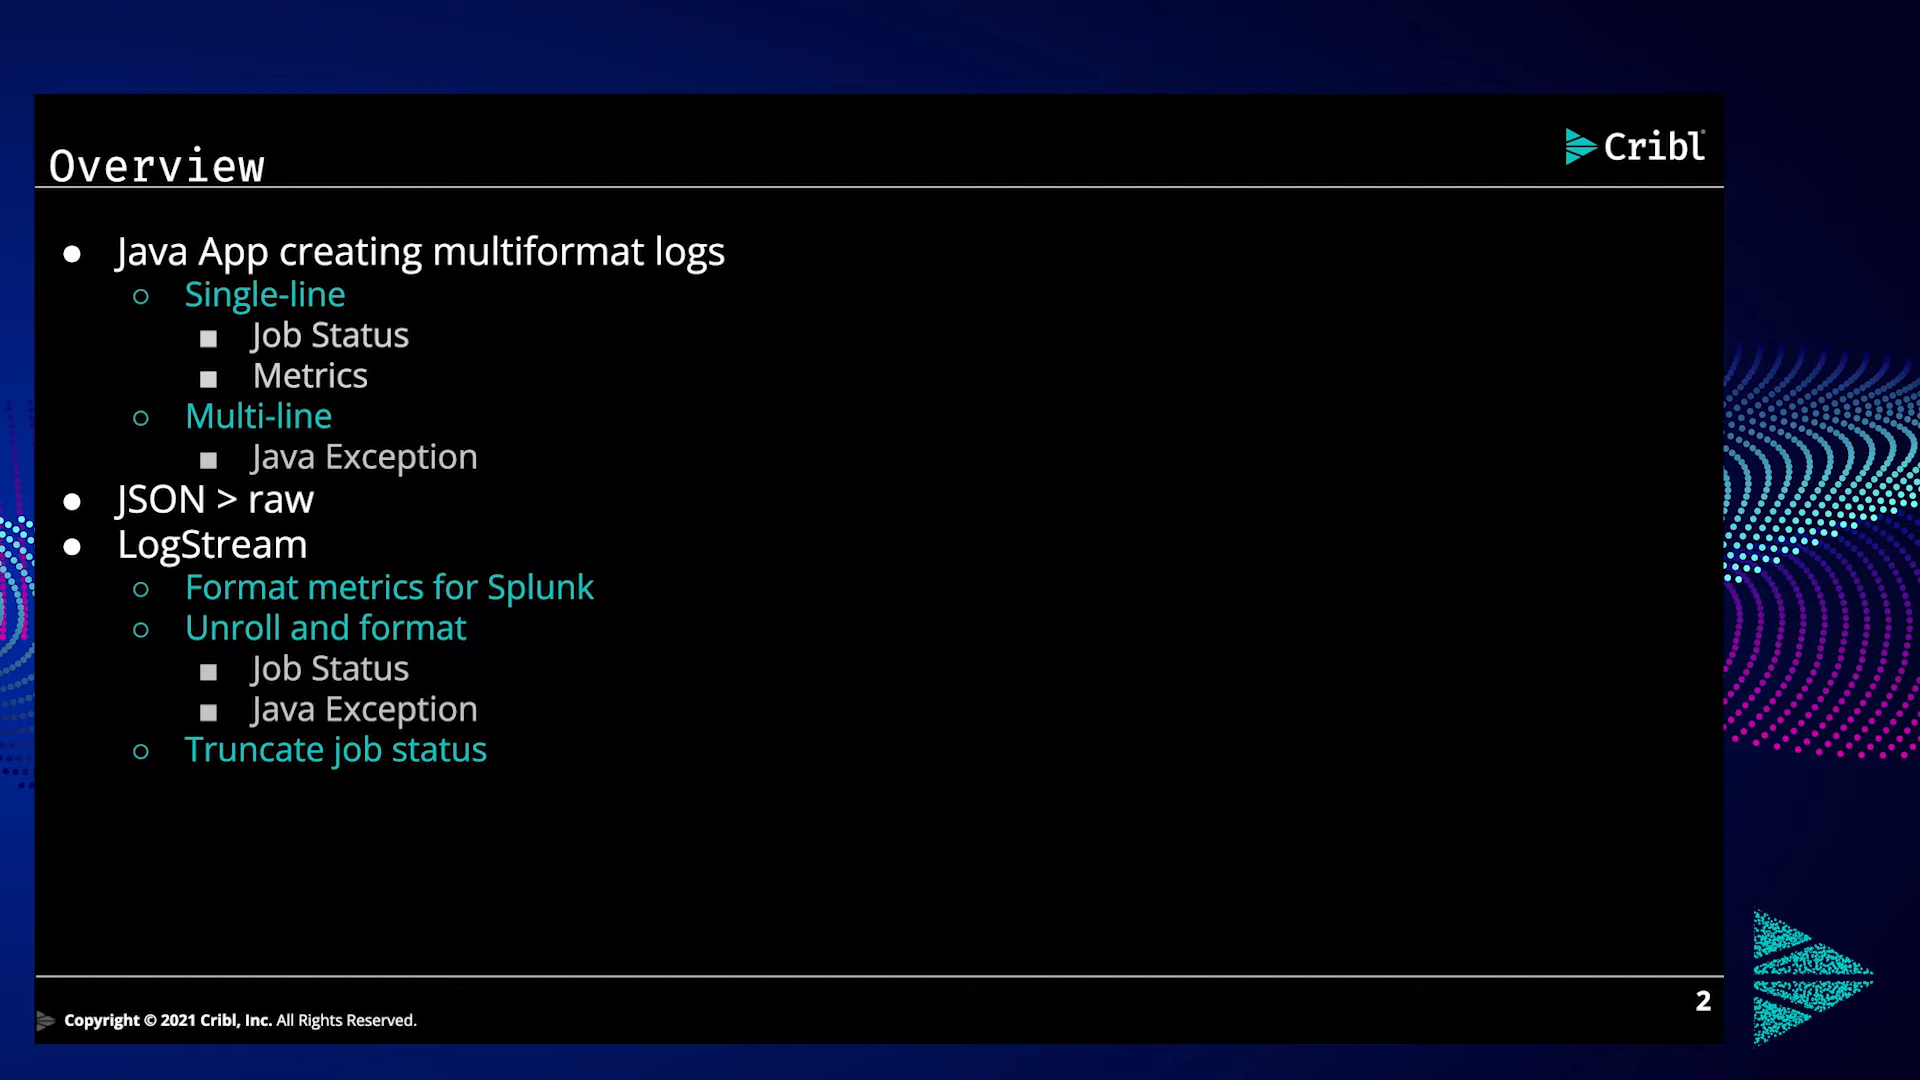 Overview
Cribl
● Java App creating multiformat logs
○ Single-line
■ Job Status
■ Metrics
○ Multi-line
■ Java Exception
● JSON > raw
● LogStream
○ Format metrics for Splunk
○ Unroll and format
■ Job Status
■ Java Exception
○ Truncate job status
2
Copyright © 2021 Cribl, Inc. All Rights Reserved.